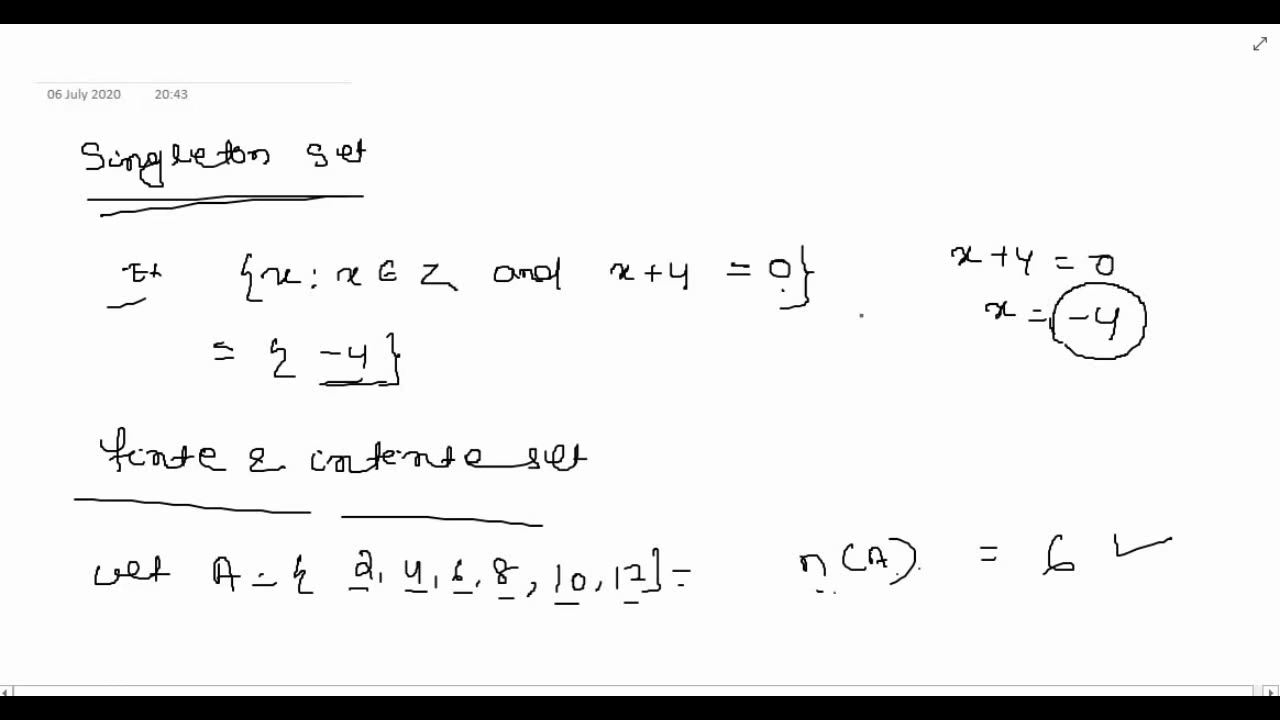 06 July 2020 20:43
Singleton set
Ex {x : x ∈ Z and x+4 = 0}
x+4 = 0
x = -4
= { -4 }
finite & infinite set
Let A = { 2, 4, 6, 8, 10, 12} =
n(A) = 6 ✓